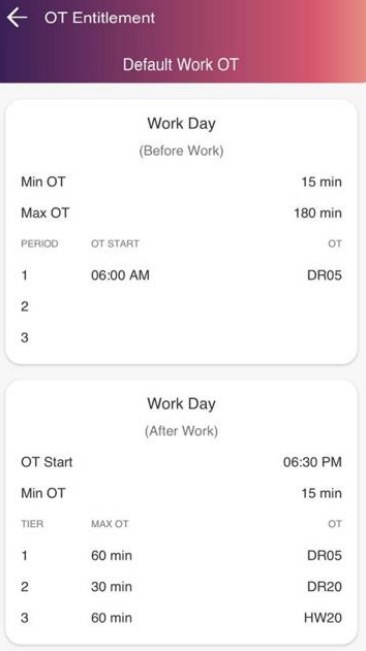 OT Entitlement
Default Work OT
Work Day
(Before Work)
Min OT 15 min
Max OT 180 min
PERIOD OT START OT
1 06:00 AM DR05
2
3
Work Day
(After Work)
OT Start 06:30 PM
Min OT 15 min
TIER MAX OT OT
1 60 min DR05
2 30 min DR20
3 60 min HW20